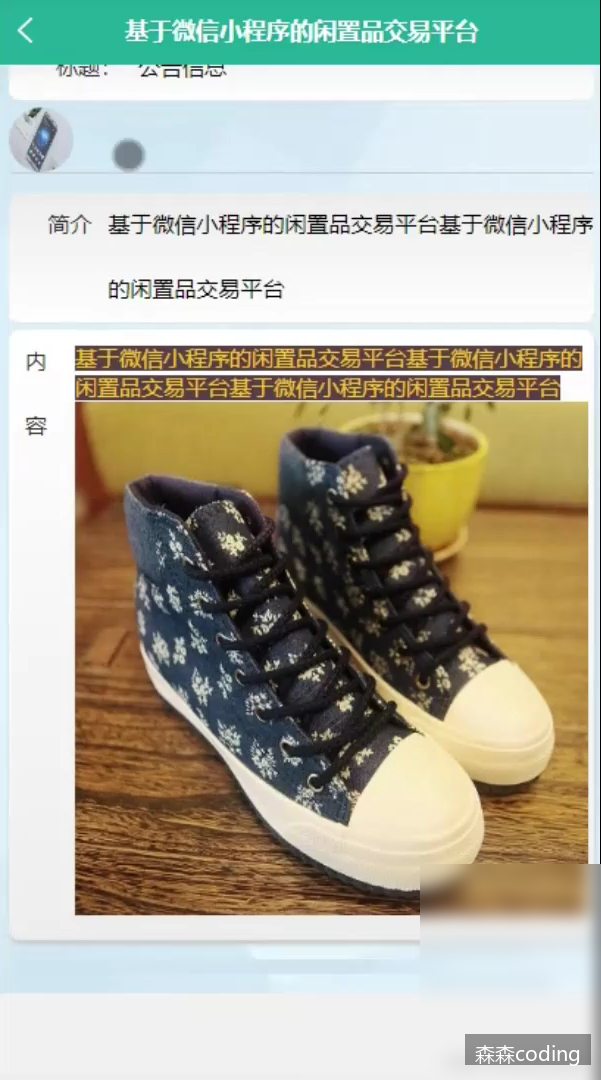 基于微信小程序的闲置品交易平台
标题： 公告信息
简介 基于微信小程序的闲置品交易平台基于微信小程序
的闲置品交易平台
内 基于微信小程序的闲置品交易平台基于微信小程序的
闲置品交易平台基于微信小程序的闲置品交易平台
容
森森coding